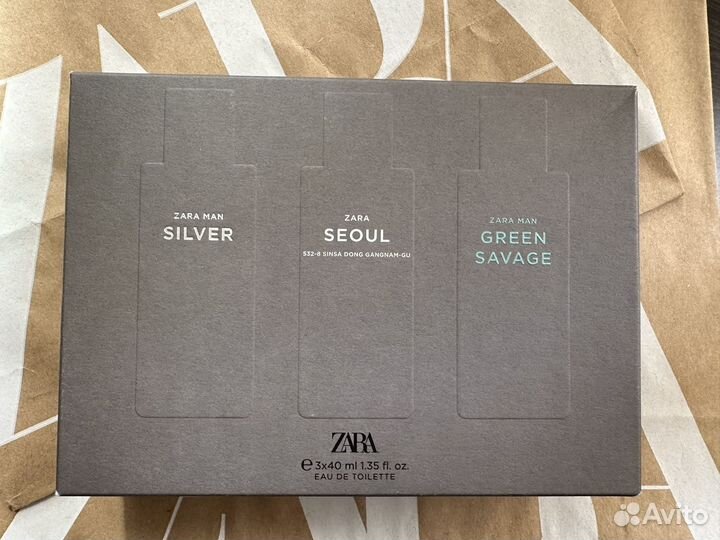 ZARA MAN
SILVER
ZARA
SEOUL
532-8 SINSA DONG GANGNAM-GU
ZARA MAN
GREEN
SAVAGE
ZARA
℮ 3x40 ml 1.35 fl. oz.
EAU DE TOILETTE
Avito